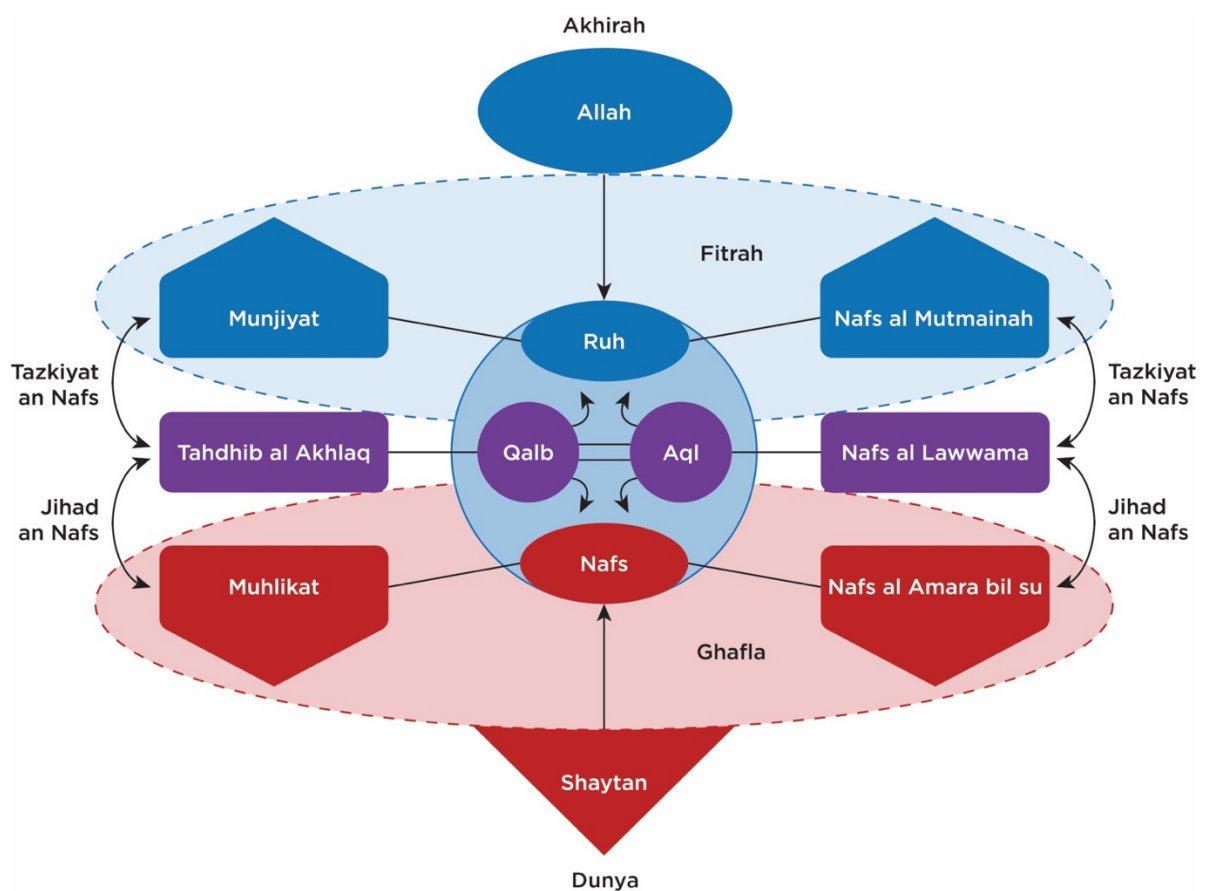 Akhirah
Allah
Fitrah
Munjiyat
Ruh
Nafs al Mutmainah
Tazkiyat
an Nafs
Tazkiyat
an Nafs
Tahdhib al Akhlaq
Qalb
Aql
Nafs al Lawwama
Jihad
an Nafs
Jihad
an Nafs
Muhlikat
Nafs
Nafs al Amara bil su
Ghafla
Shaytan
Dunya